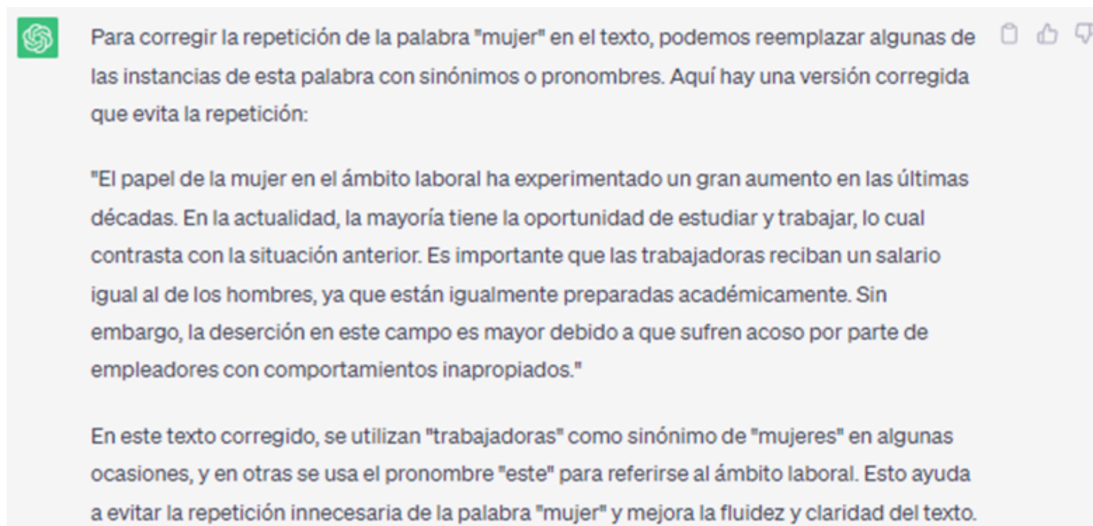 Para corregir la repetición de la palabra "mujer" en el texto, podemos reemplazar algunas de
las instancias de esta palabra con sinónimos o pronombres. Aquí hay una versión corregida
que evita la repetición:
"El papel de la mujer en el ámbito laboral ha experimentado un gran aumento en las últimas
décadas. En la actualidad, la mayoría tiene la oportunidad de estudiar y trabajar, lo cual
contrasta con la situación anterior. Es importante que las trabajadoras reciban un salario
igual al de los hombres, ya que están igualmente preparadas académicamente. Sin
embargo, la deserción en este campo es mayor debido a que sufren acoso por parte de
empleadores con comportamientos inapropiados."
En este texto corregido, se utilizan "trabajadoras" como sinónimo de "mujeres" en algunas
ocasiones, y en otras se usa el pronombre "este" para referirse al ámbito laboral. Esto ayuda
a evitar la repetición innecesaria de la palabra "mujer" y mejora la fluidez y claridad del texto.